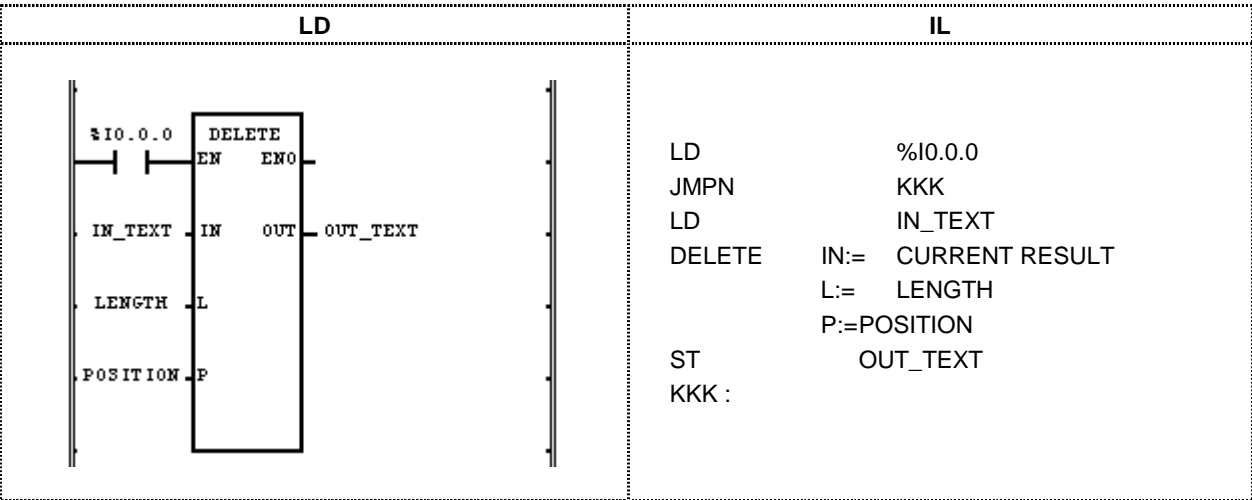 LD
IL
%I0.0.0
DELETE
EN ENO
IN_TEXT IN OUT OUT_TEXT
LENGTH L
POSITION P
LD %I0.0.0
JMPN KKK
LD IN_TEXT
DELETE IN:= CURRENT RESULT
L:= LENGTH
P:=POSITION
ST OUT_TEXT
KKK :